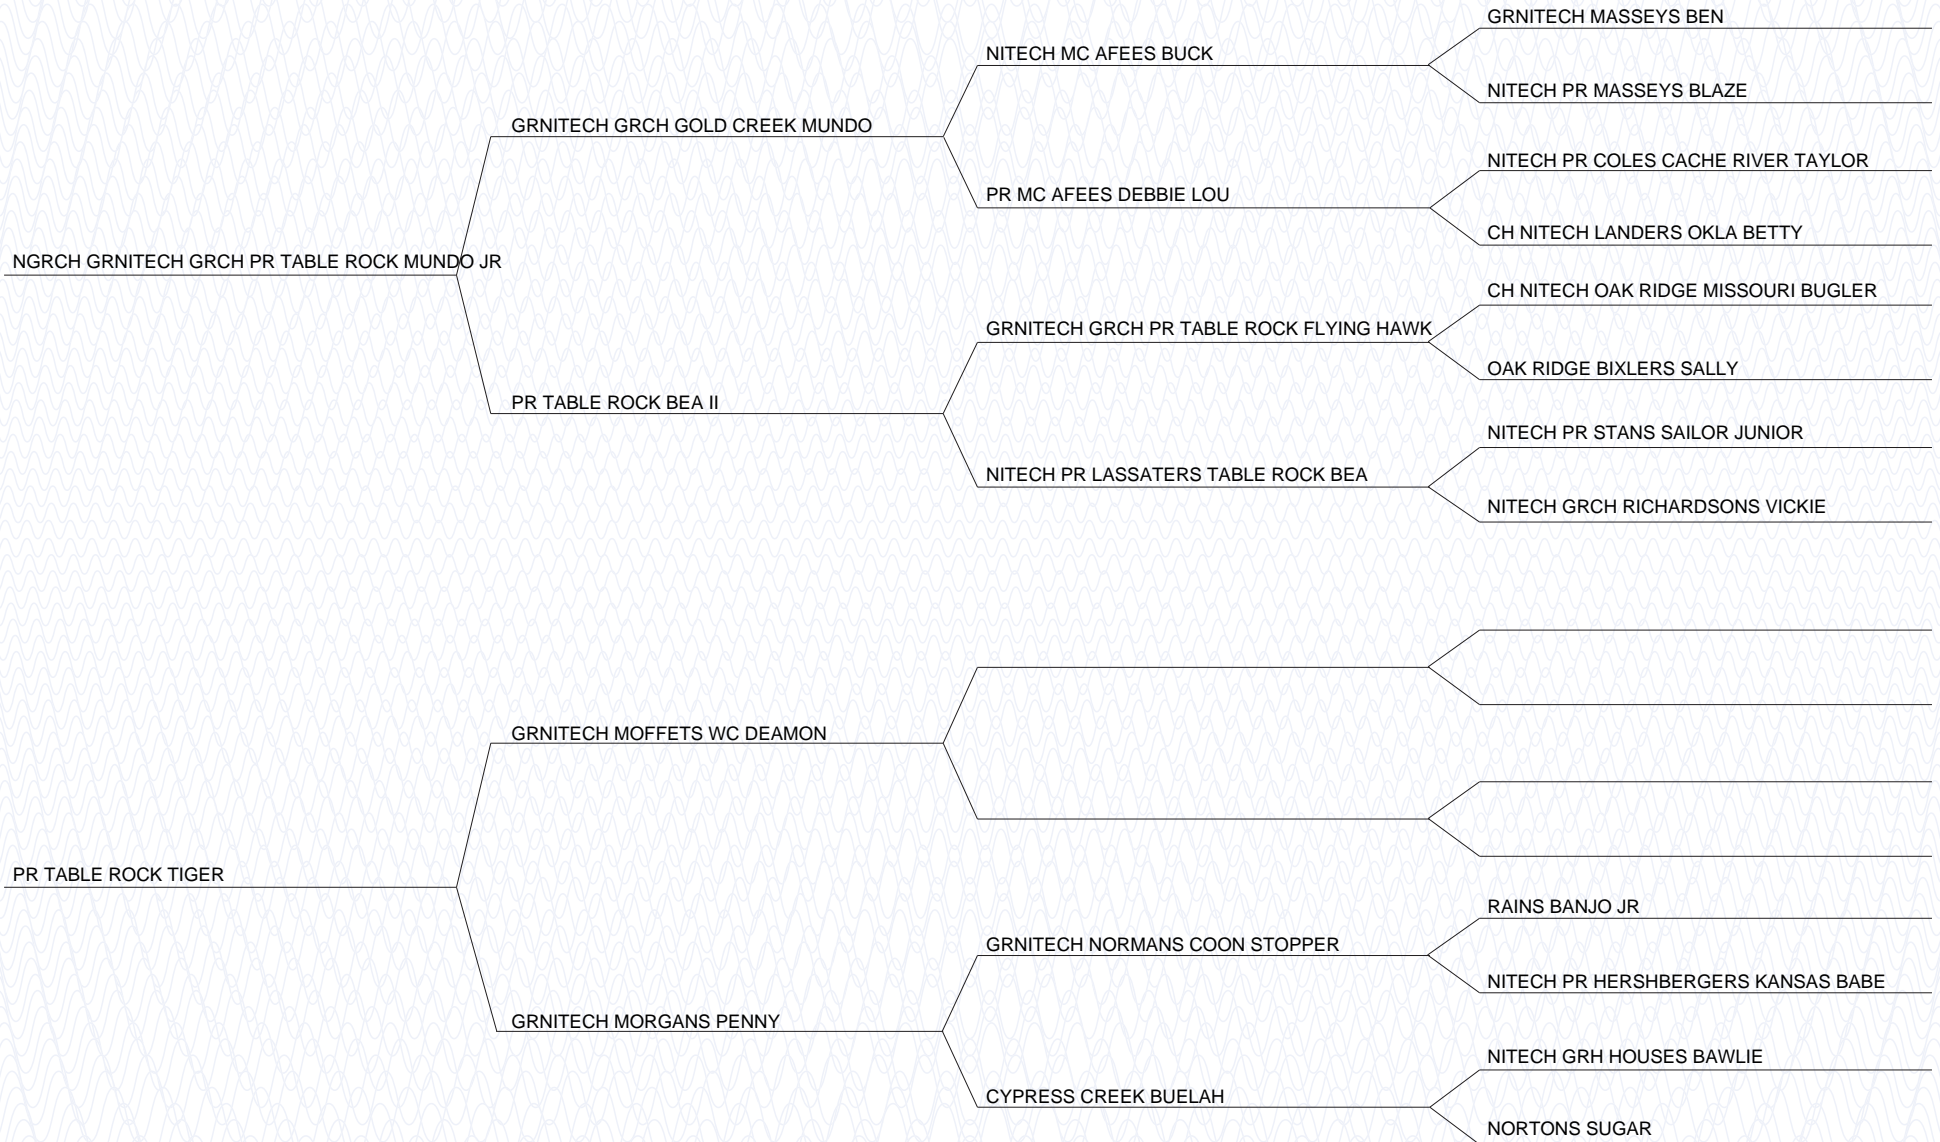 GRNITECH MASSEYS BEN
NITECH MC AFEES BUCK
NITECH PR MASSEYS BLAZE
GRNITECH GRCH GOLD CREEK MUNDO
NITECH PR COLES CACHE RIVER TAYLOR
PR MC AFEES DEBBIE LOU
CH NITECH LANDERS OKLA BETTY
NGRCH GRNITECH GRCH PR TABLE ROCK MUNDO JR
CH NITECH OAK RIDGE MISSOURI BUGLER
GRNITECH GRCH PR TABLE ROCK FLYING HAWK
OAK RIDGE BIXLERS SALLY
PR TABLE ROCK BEA II
NITECH PR STANS SAILOR JUNIOR
NITECH PR LASSATERS TABLE ROCK BEA
NITECH GRCH RICHARDSONS VICKIE
GRNITECH MOFFETS WC DEAMON
PR TABLE ROCK TIGER
RAINS BANJO JR
GRNITECH NORMANS COON STOPPER
NITECH PR HERSHBERGERS KANSAS BABE
GRNITECH MORGANS PENNY
NITECH GRH HOUSES BAWLIE
CYPRESS CREEK BUELAH
NORTONS SUGAR